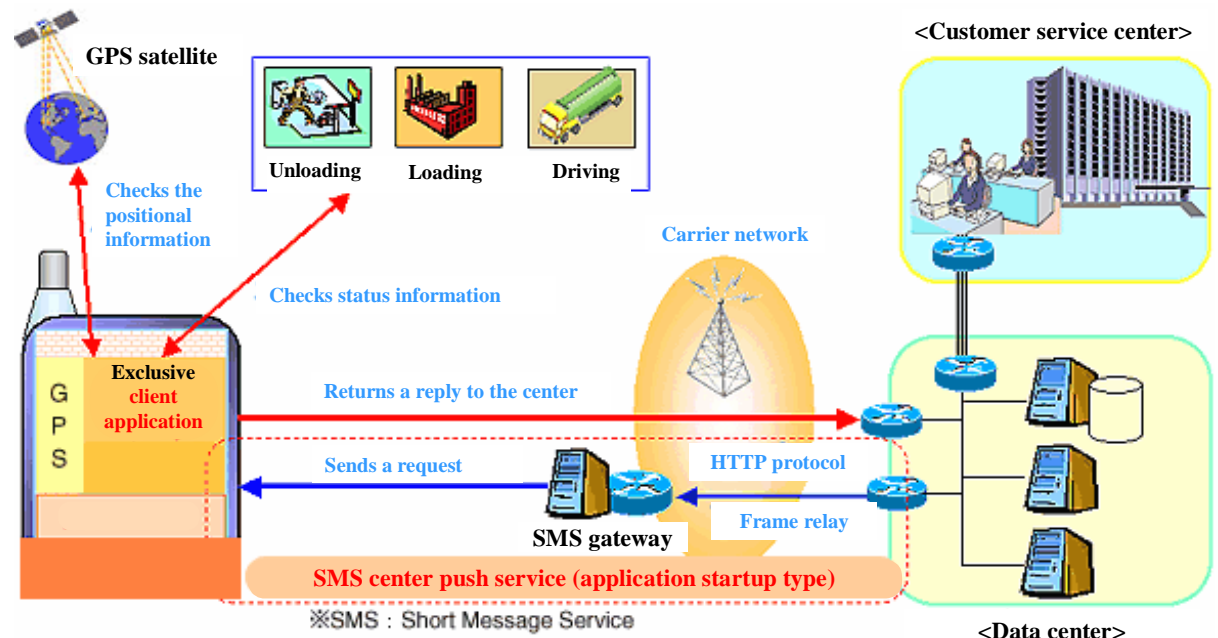 <Customer service center>
GPS satellite
Unloading
Loading
Driving
Checks the
positional
information
Carrier network
Checks status information
Exclusive
client
application
G
P
S
Returns a reply to the center
Sends a request
HTTP protocol
Frame relay
SMS gateway
SMS center push service (application startup type)
※SMS : Short Message Service
<Data center>